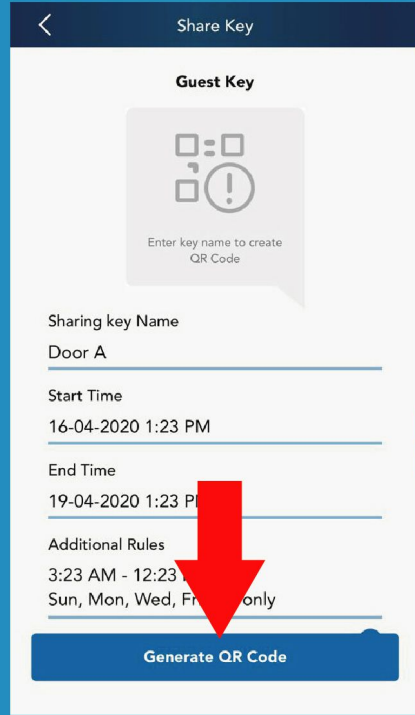 Share Key
Guest Key
Enter key name to create
QR Code
Sharing key Name
Door A
Start Time
16-04-2020 1:23 PM
End Time
19-04-2020 1:23
Additional Rules
3:23 AM - 12:23
Sun, Mon, Wed, only
Generate QR Code